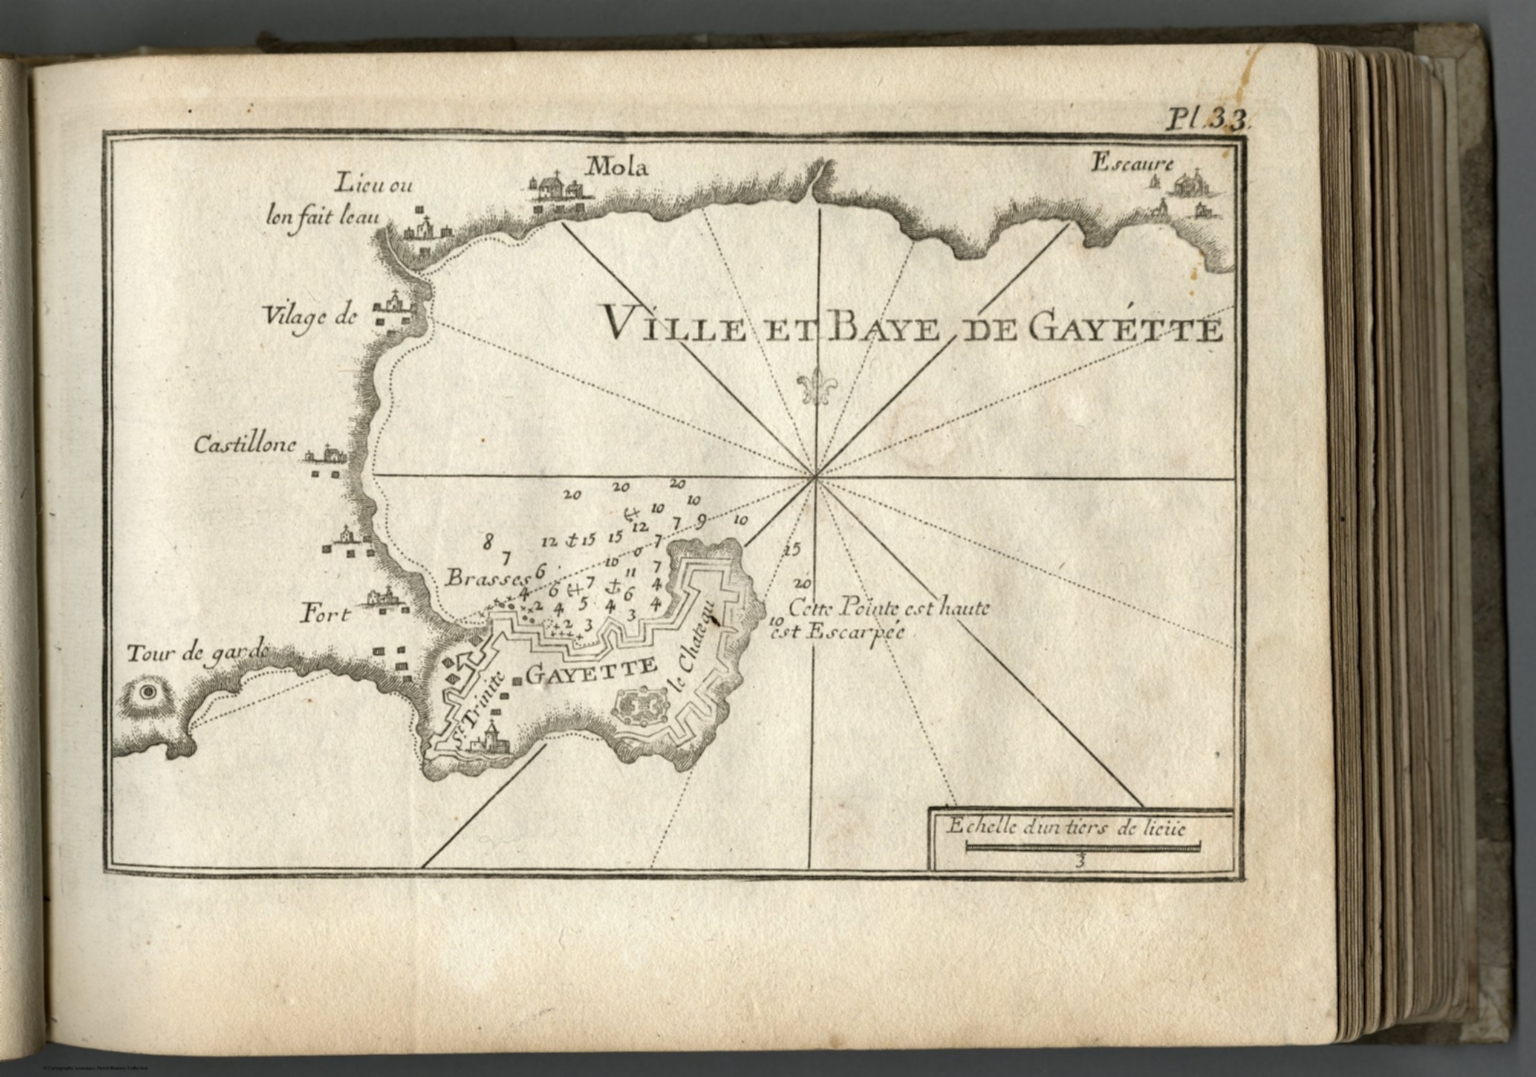 Pl.33.
Mola
Escaure
Lieu ou
lon fait leau
Vilage de
VILLE ET BAYE DE GAYÉTTE
Castillone
20 20 20
10 10
12 7 9 10
8 12 15 15 7
7 10 15
Brasses 6 11 7 20
4 6 7 6 4
2 4 5 4 4
2 3 3
Cette Pointe est haute
10
est Escarpée
Fort
Tour de garde
GAYETTE
le Chateau
St. Trinite
Echelle d'un tiers de lieüe
3